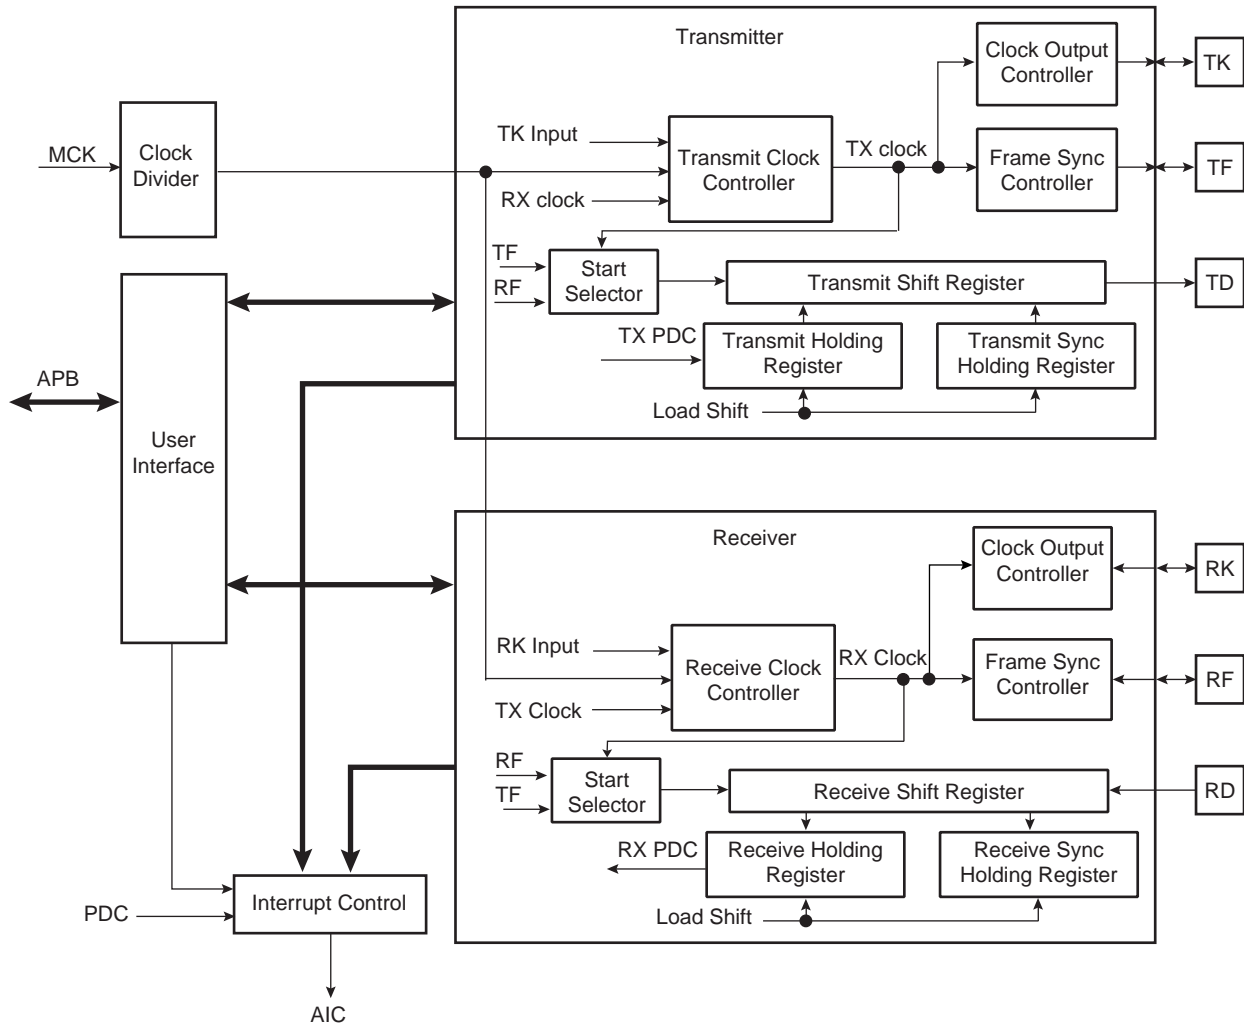 Transmitter
Clock Output
Controller
TK
MCK
Clock
Divider
TK Input
Transmit Clock
Controller
TX clock
Frame Sync
Controller
TF
RX clock
TF
RF
Start
Selector
Transmit Shift Register
TD
TX PDC
Transmit Holding
Register
Transmit Sync
Holding Register
Load Shift
APB
User
Interface
Receiver
Clock Output
Controller
RK
RK Input
Receive Clock
Controller
RX Clock
Frame Sync
Controller
RF
TX Clock
RF
TF
Start
Selector
Receive Shift Register
RD
RX PDC
Receive Holding
Register
Receive Sync
Holding Register
Load Shift
PDC
Interrupt Control
AIC